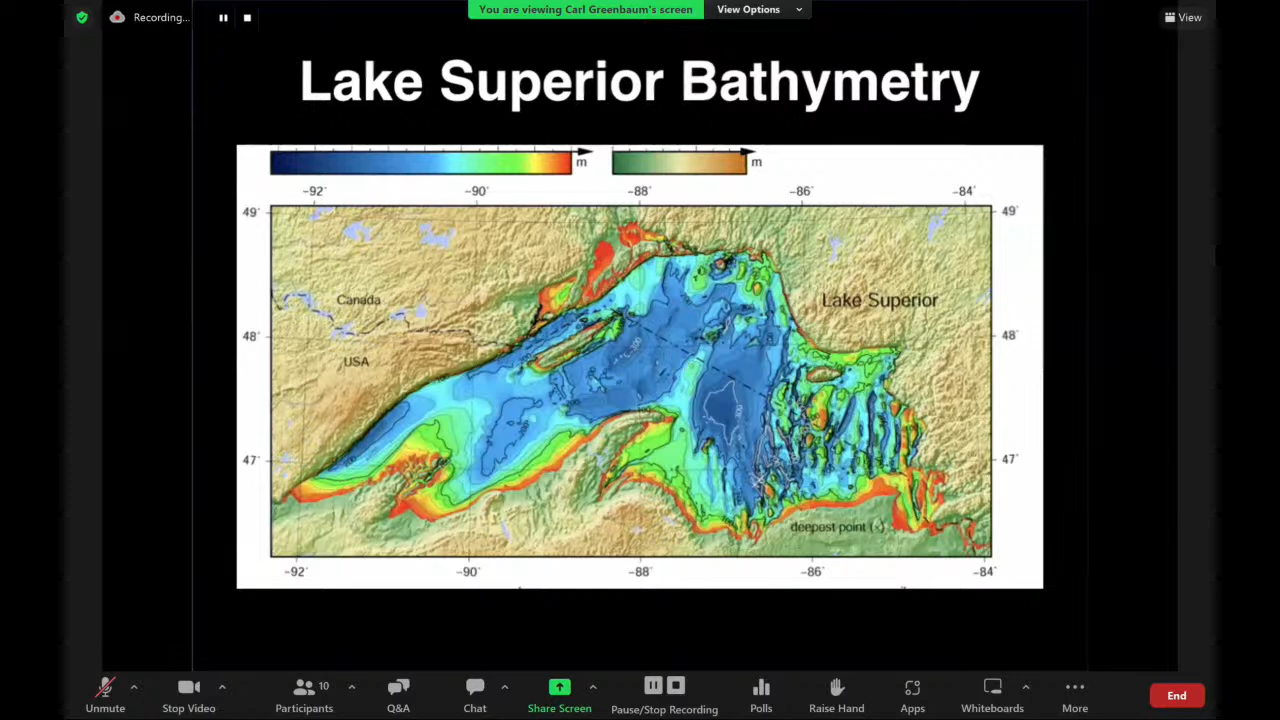 Recording...
You are viewing Carl Greenbaum's screen
View Options
View
Lake Superior Bathymetry
m
m
-92°
-90°
-88°
-86°
-84°
49°
49°
Canada
Lake Superior
48°
48°
USA
47°
47°
deepest point (×)
-92°
-90°
-88°
-86°
-84°
Unmute
Stop Video
10
Participants
Q&A
Chat
Share Screen
Pause/Stop Recording
Polls
Raise Hand
Apps
Whiteboards
More
End